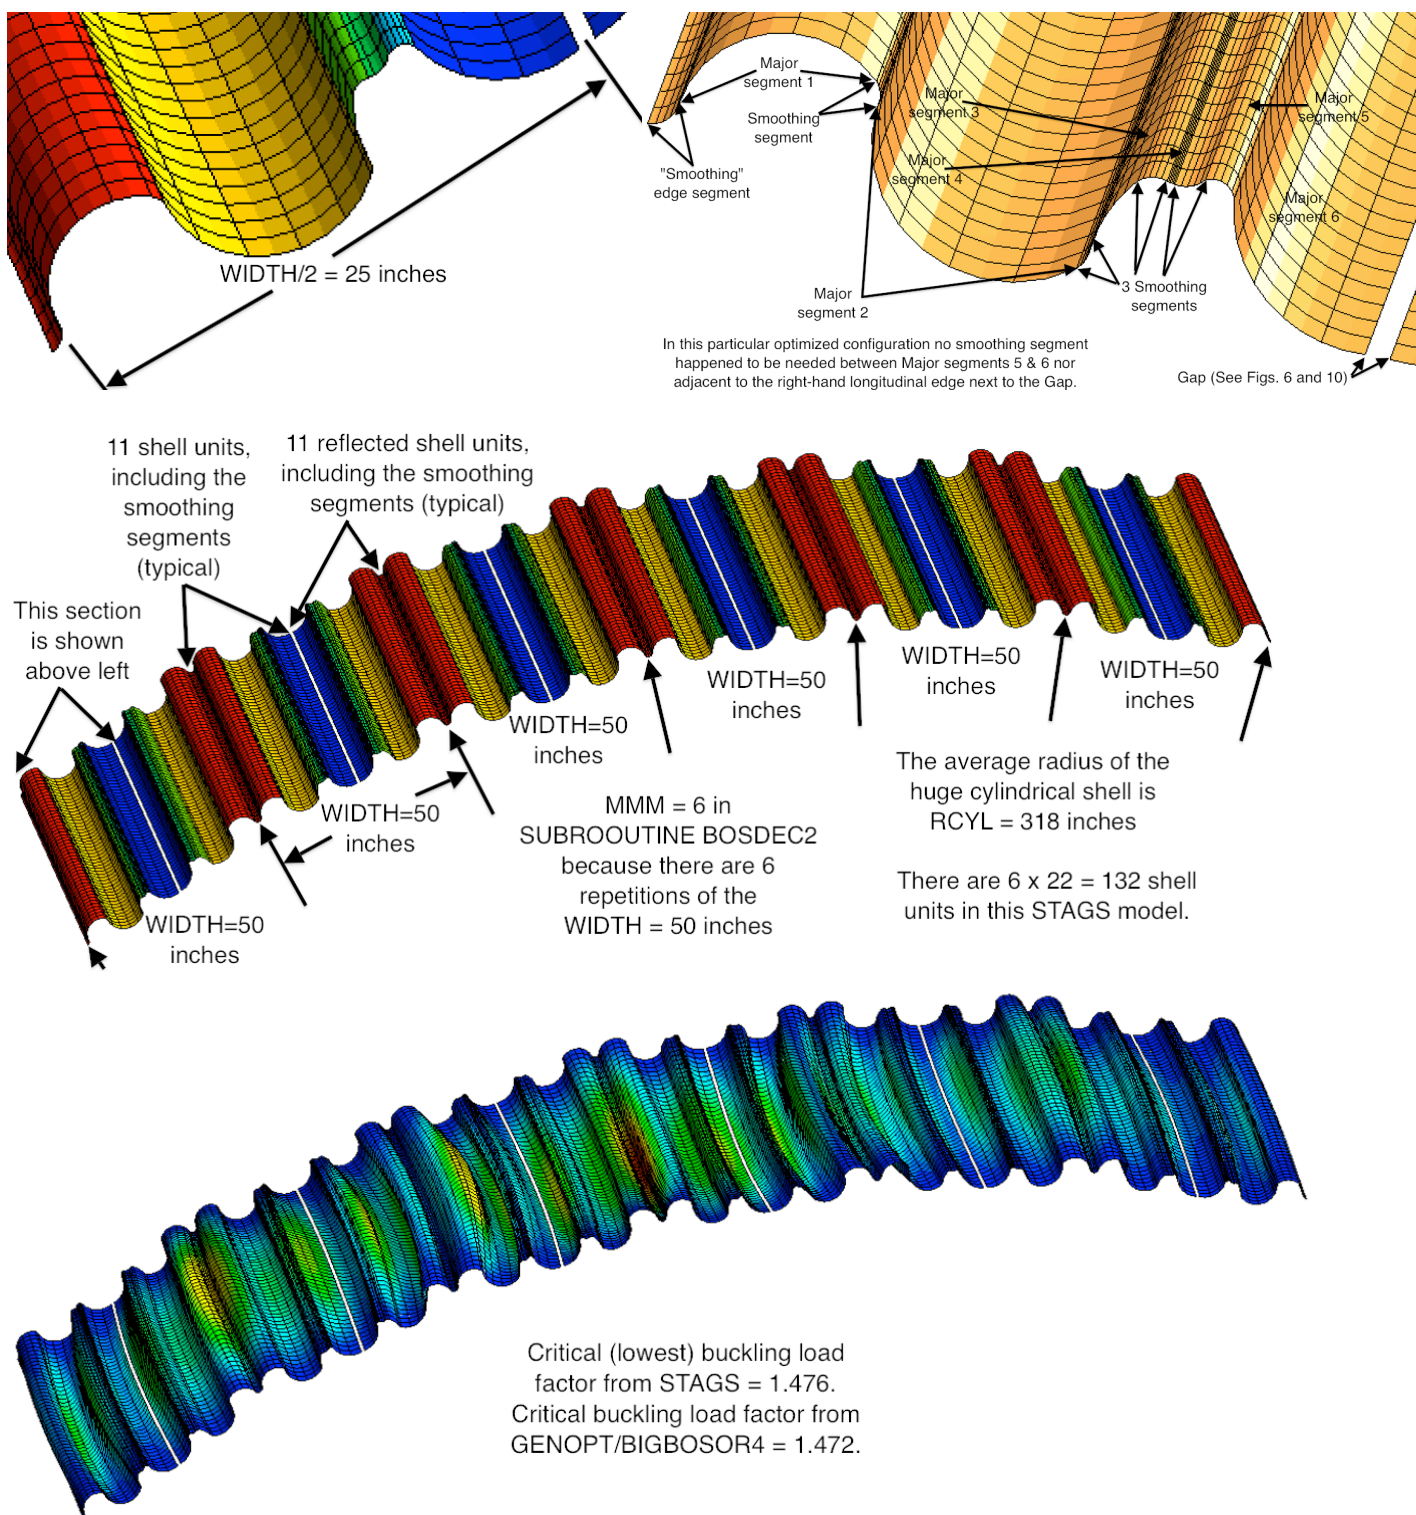 WIDTH/2 = 25 inches
Major
segment 1
Smoothing
segment
"Smoothing"
edge segment
Major
segment 3
Major
segment 4
Major
segment 5
Major
segment 6
Major
segment 2
3 Smoothing
segments
In this particular optimized configuration no smoothing segment
happened to be needed between Major segments 5 & 6 nor
adjacent to the right-hand longitudinal edge next to the Gap.
Gap (See Figs. 6 and 10)
11 shell units,
including the
smoothing
segments
(typical)
11 reflected shell units,
including the smoothing
segments (typical)
This section
is shown
above left
WIDTH=50
inches
WIDTH=50
inches
WIDTH=50
inches
WIDTH=50
inches
WIDTH=50
inches
WIDTH=50
inches
MMM = 6 in
SUBROOUTINE BOSDEC2
because there are 6
repetitions of the
WIDTH = 50 inches
The average radius of the
huge cylindrical shell is
RCYL = 318 inches
There are 6 x 22 = 132 shell
units in this STAGS model.
Critical (lowest) buckling load
factor from STAGS = 1.476.
Critical buckling load factor from
GENOPT/BIGBOSOR4 = 1.472.